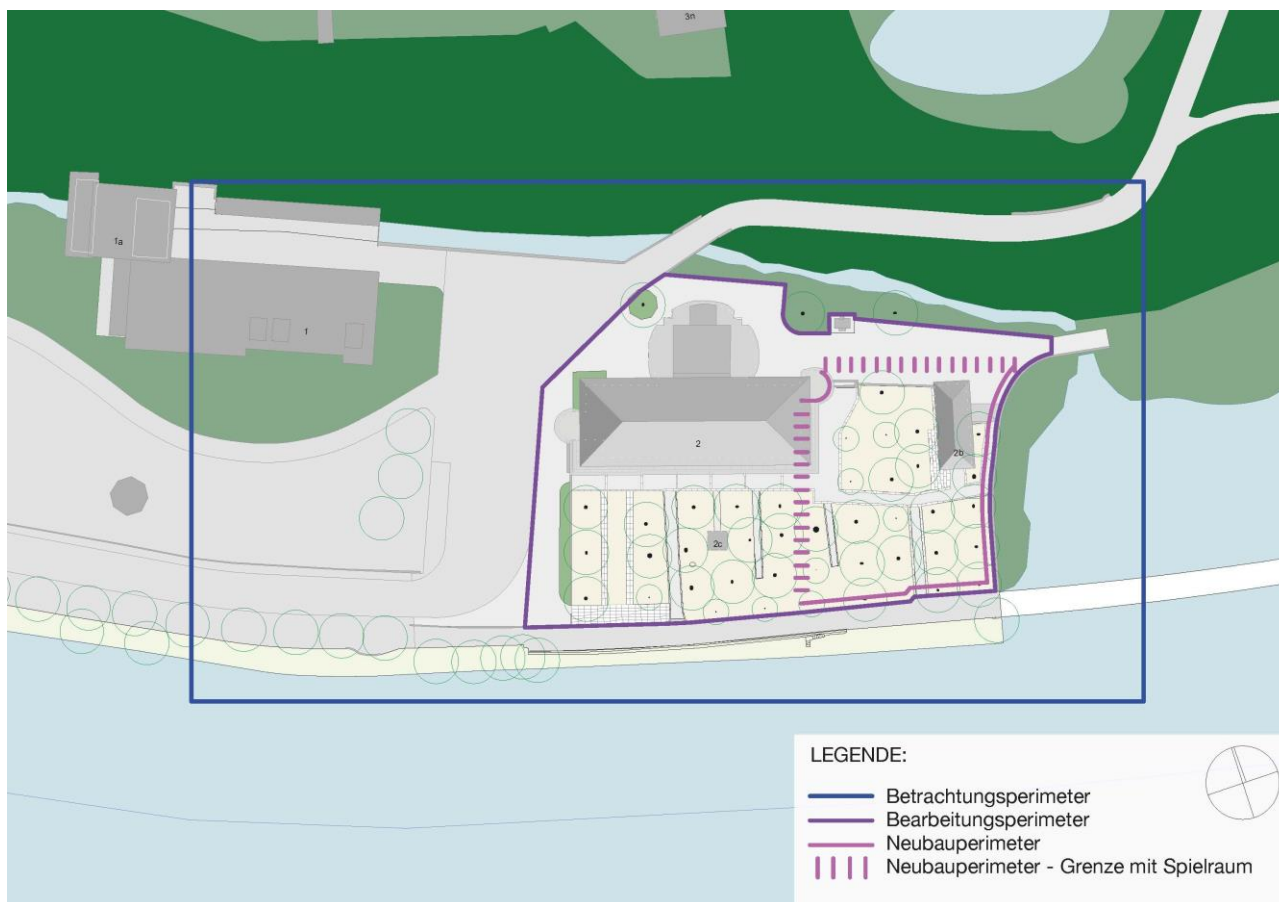 3n
1a
1
2
2b
2c
LEGENDE:
Betrachtungsperimeter
Bearbeitungsperimeter
Neubauperimeter
Neubauperimeter - Grenze mit Spielraum